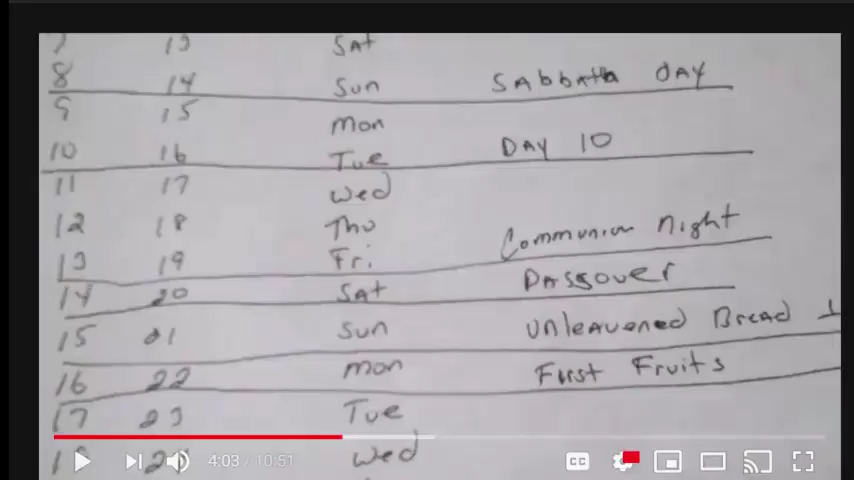 7 13 SAT
8 14 Sun SAbbAth DAY
9 15 Mon
10 16 Tue DAY 10
11 17 Wed
12 18 Thu
13 19 Fri Communion Night
14 20 SAT PASSover
15 21 Sun UnLeAvened BreAd 1
16 22 Mon First Fruits
17 23 Tue
Wed
4:03 / 10:51
CC